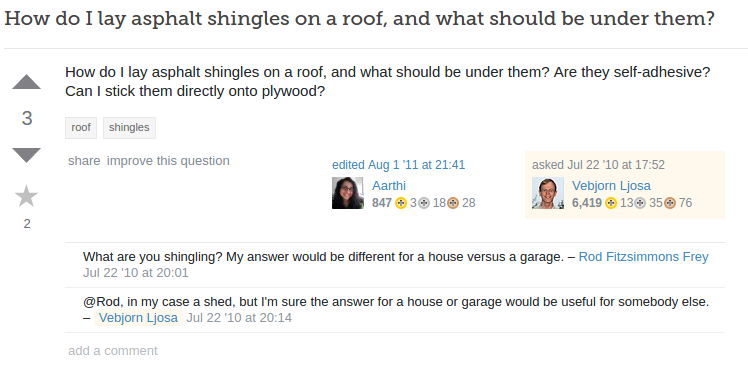 How do I lay asphalt shingles on a roof, and what should be under them?
How do I lay asphalt shingles on a roof, and what should be under them? Are they self-adhesive?
Can I stick them directly onto plywood?
3
roof shingles
share improve this question
edited Aug 1 '11 at 21:41
Aarthi
847 3 18 28
asked Jul 22 '10 at 17:52
Vebjorn Ljosa
6,419 13 35 76
2
What are you shingling? My answer would be different for a house versus a garage. – Rod Fitzsimmons Frey
Jul 22 '10 at 20:01
@Rod, in my case a shed, but I'm sure the answer for a house or garage would be useful for somebody else.
– Vebjorn Ljosa Jul 22 '10 at 20:14
add a comment